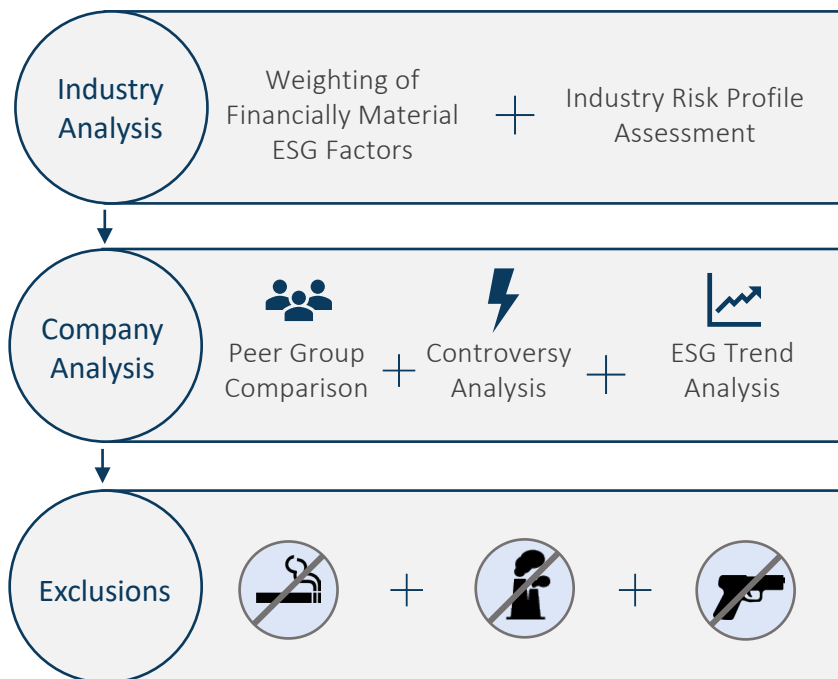 Industry
Analysis
Weighting of
Financially Material
ESG Factors
+
Industry Risk Profile
Assessment
Company
Analysis
Peer Group
Comparison
+
Controversy
Analysis
+
ESG Trend
Analysis
Exclusions
+
+